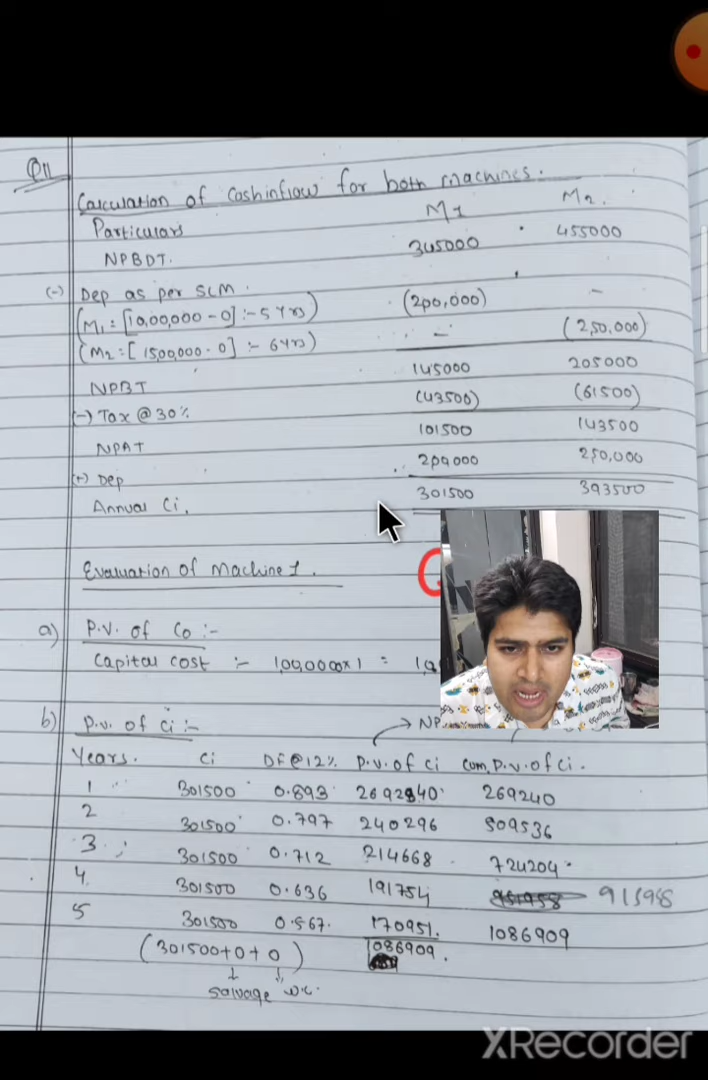 Q11
Calculation of Cashinflow for both machines.
Particulars M1 M2.
NPBDT. 345000 455000
(-) Dep as per SLM. (200,000) -
(M1 = [10,00,000 - 0] :- 5 Yrs)
(M2 = [1500,000 - 0] :- 6 Yrs) - (2,50,000)
NPBT 145000 205000
(-) Tax @ 30% (43500) (61500)
NPAT 101500 143500
(+) Dep 200000 250,000
Annual Ci. 301500 393500
Evaluation of Machine 1.
a) P.V. of Co :-
Capital cost :- 1,00,0000x1 =
b) P.V. of Ci :- → NP
Years. Ci DF@12% P.V. of Ci Cum. P.V. of Ci.
1 301500 0.893 269240 269240
2 301500 0.797 240296 509536
3 301500 0.712 214668 724204
4. 301500 0.636 191754 915958
5 301500 0.567 170951 1086909
(301500+0+0) 1086909.
salvage w.c.
XRecorder